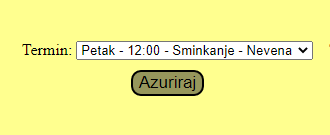 Termin: Petak - 12:00 - Sminkanje - Nevena
Azuriraj